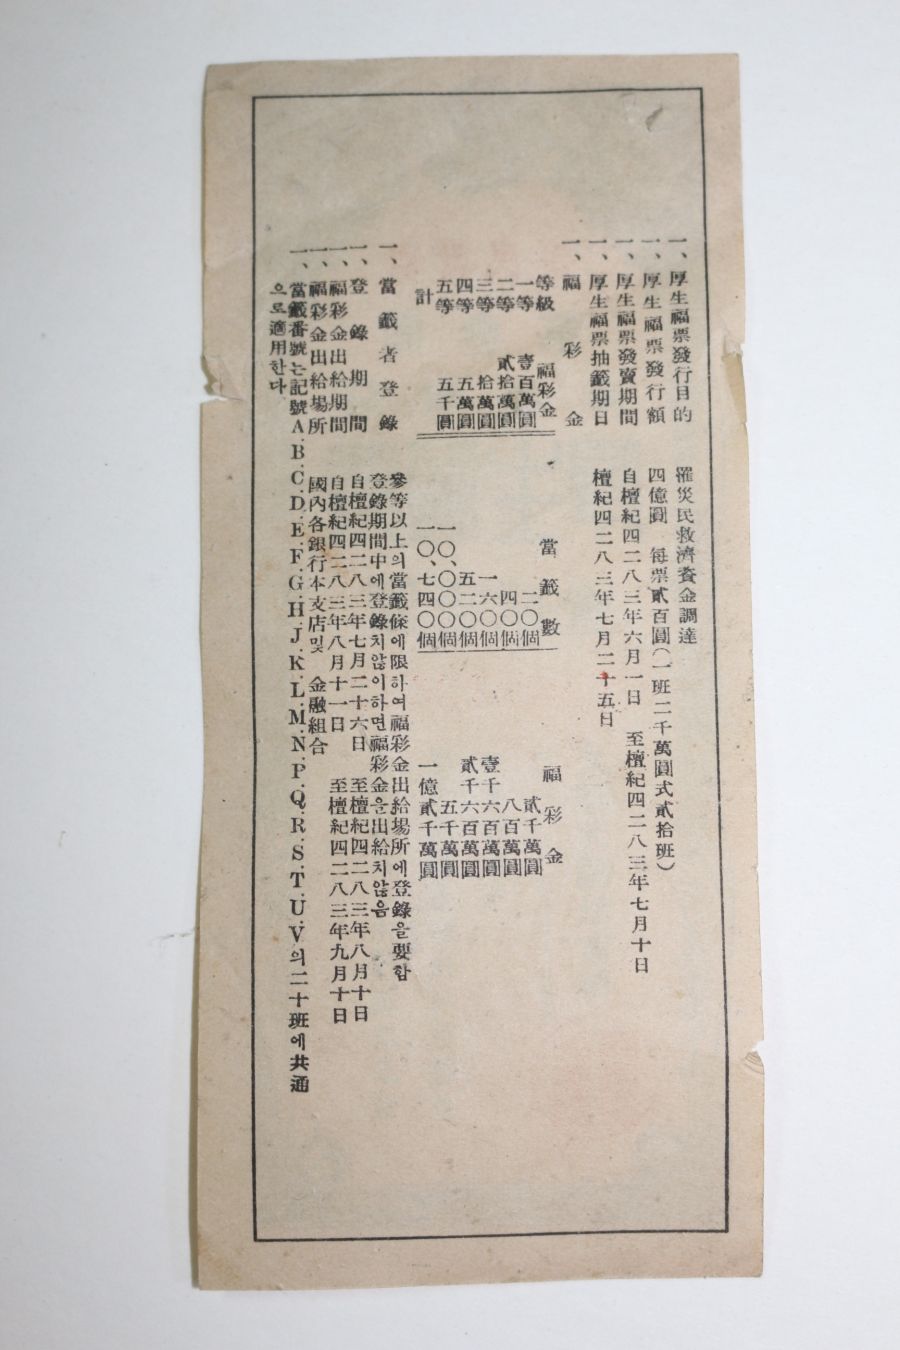 一、厚生福票發行目的 罹災民救濟資金調達
一、厚生福票發行額 四億圓 每票貳百圓(一班二千萬圓式貳拾班)
一、厚生福票發賣期間 自檀紀四二八三年六月一日 至檀紀四二八三年七月十日
一、厚生福票抽籤期日 檀紀四二八三年七月二十五日
一、福彩金
等級 福彩金 當籤數 福彩金
一等 壹百萬圓 二〇個 貳千萬圓
二等 貳拾萬圓 四〇個 八百萬圓
三等 拾萬圓 一六〇個 壹千六百萬圓
四等 五萬圓 五二〇個 貳千六百萬圓
五等 五千圓 一〇、〇〇〇個 五千萬圓
計 一〇、七四〇個 一億貳千萬圓
一、當籤者登錄 參等以上의當籤條에限하여福彩金出給場所에登錄을要함
登錄期間中에登錄치않이하면福彩金을出給치않음
一、登錄期間 自檀紀四二八三年七月二十六日 至檀紀四二八三年八月十日
一、福彩金出給期間 自檀紀四二八三年八月十一日 至檀紀四二八三年九月十日
一、福彩金出給場所 國內各銀行本支店및 金融組合
一、當籤番號는記號A.B.C.D.E.F.G.H.J.K.L.M.N.P.Q.R.S.T.U.V의二十班에共通
으로適用한다